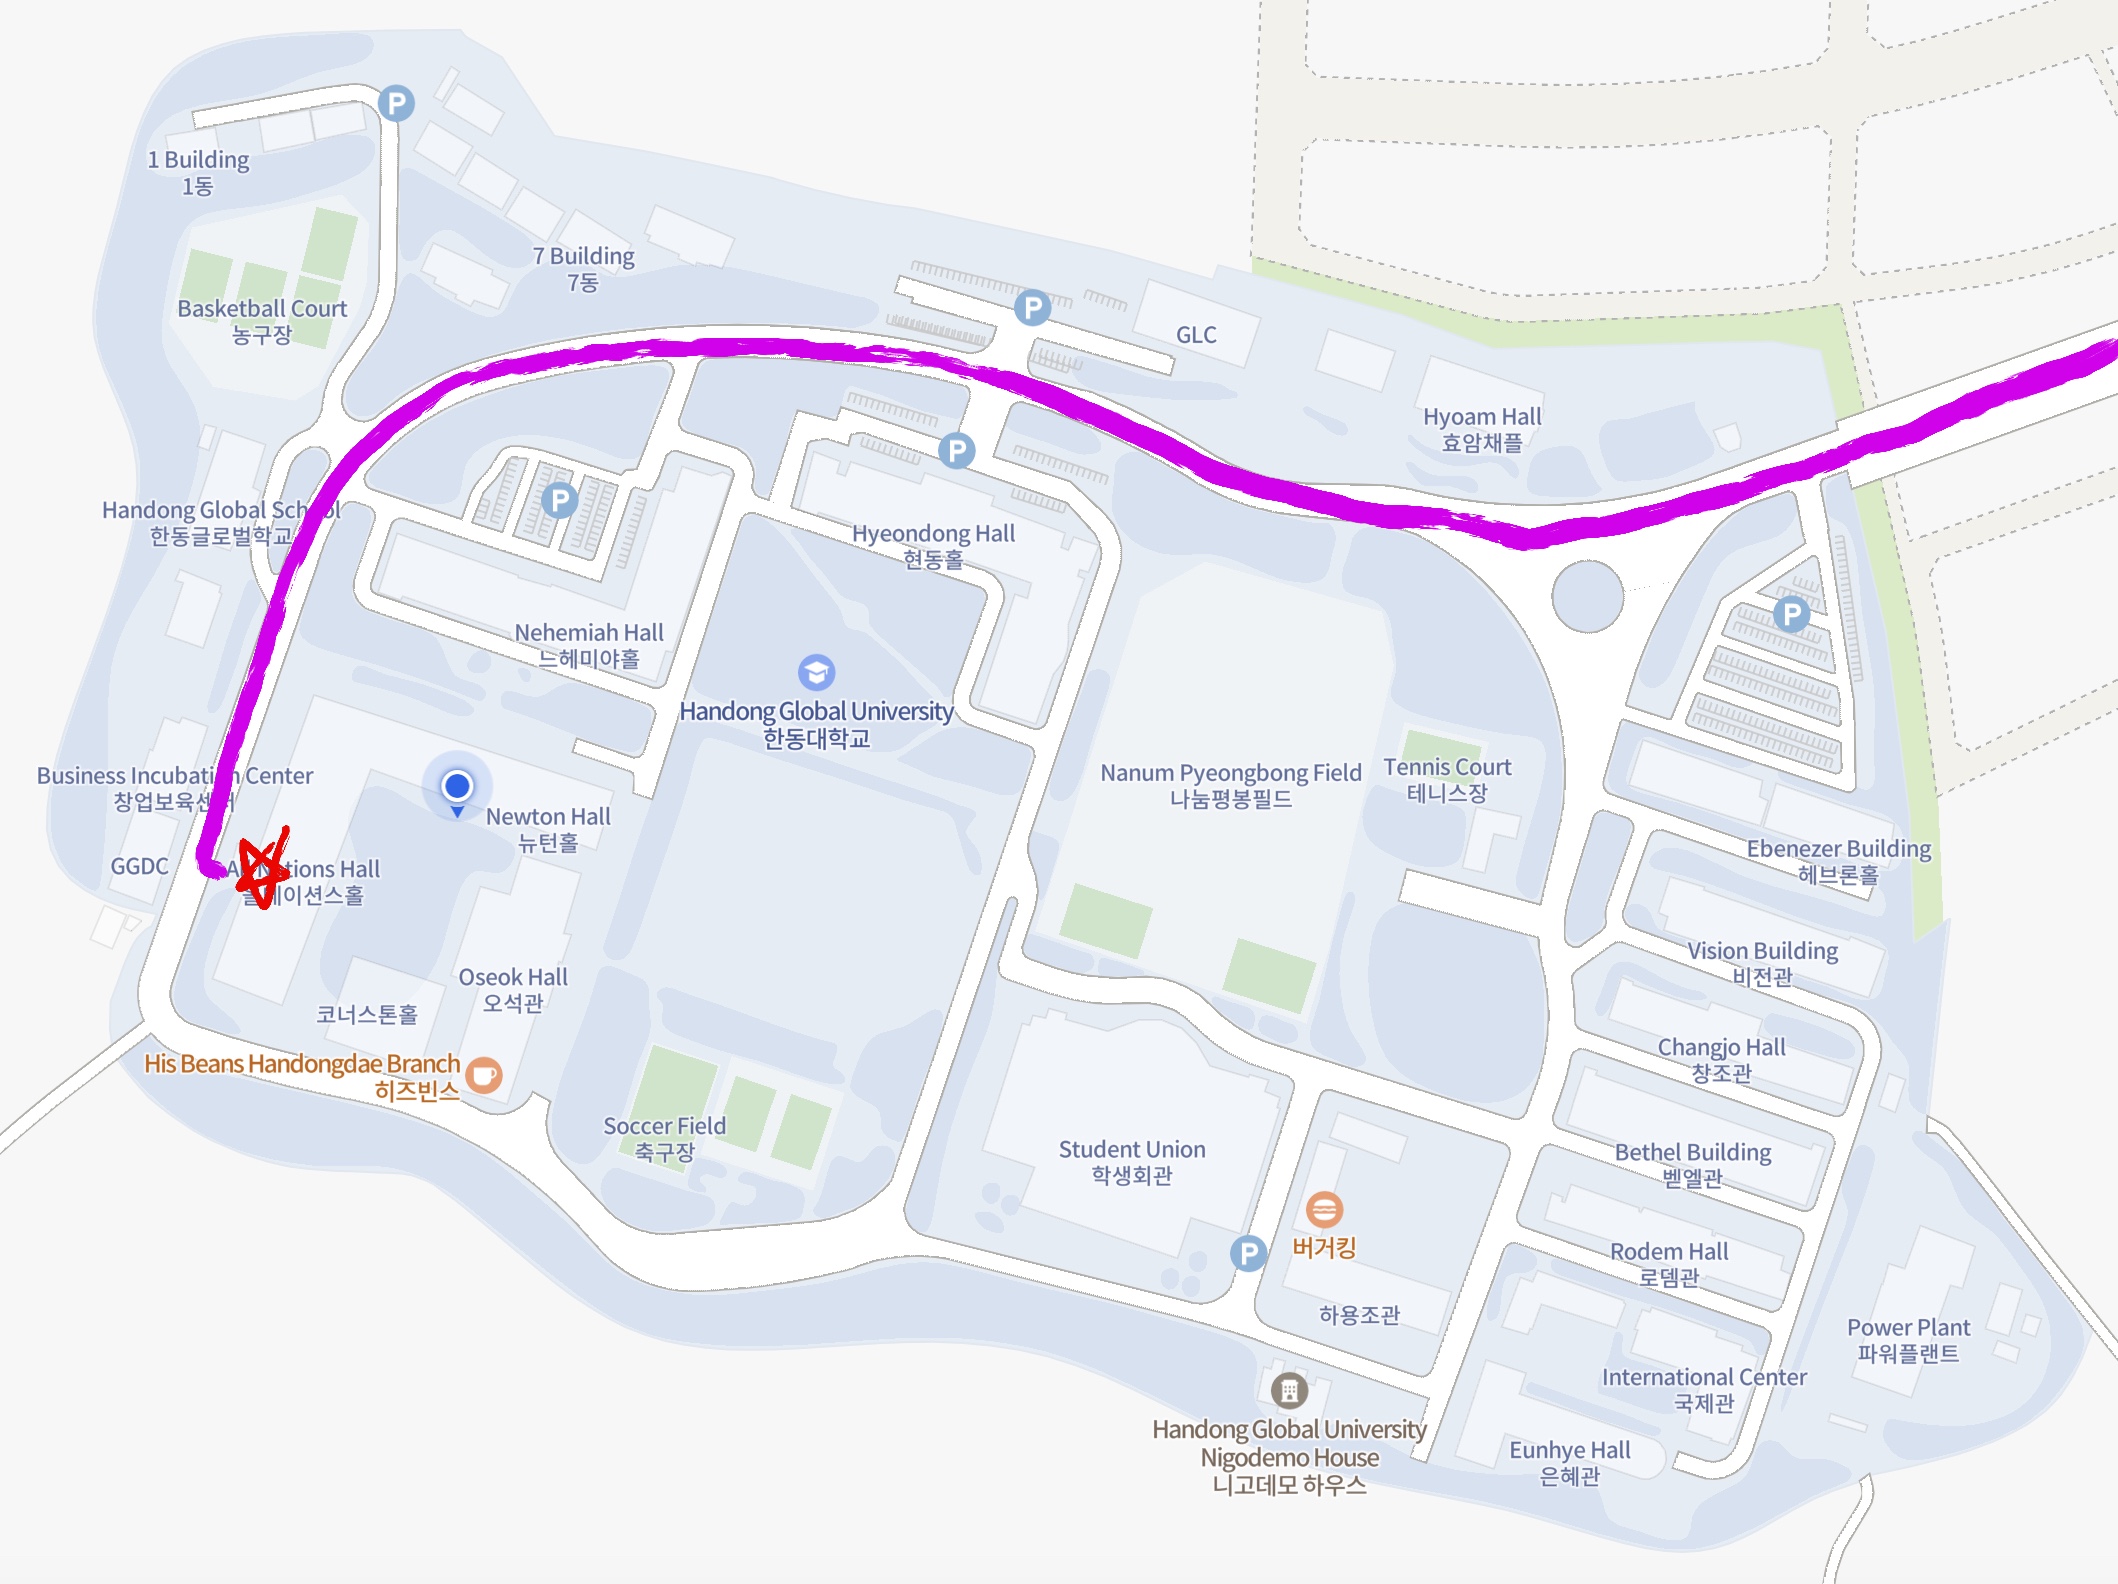 P
1 Building
1동
7 Building
7동
Basketball Court
농구장
P
GLC
Hyoam Hall
효암채플
P
P
Handong Global School
한동글로벌학교
Hyeondong Hall
현동홀
P
Nehemiah Hall
느헤미야홀
Handong Global University
한동대학교
Business Incubation Center
창업보육센터
Newton Hall
뉴턴홀
Nanum Pyeongbong Field
나눔평봉필드
Tennis Court
테니스장
GGDC
All Nations Hall
올네이션스홀
Ebenezer Building
헤브론홀
Vision Building
비전관
Oseok Hall
오석관
코너스톤홀
Changjo Hall
창조관
His Beans Handongdae Branch
히즈빈스
Soccer Field
축구장
Student Union
학생회관
Bethel Building
벧엘관
버거킹
P
Rodem Hall
로뎀관
하용조관
Power Plant
파워플랜트
International Center
국제관
Handong Global University
Nigodemo House
니고데모 하우스
Eunhye Hall
은혜관